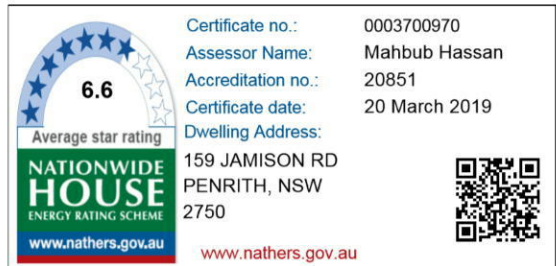 6.6
Average star rating
NATIONWIDE
HOUSE
ENERGY RATING SCHEME
www.nathers.gov.au
Certificate no.: 0003700970
Assessor Name: Mahbub Hassan
Accreditation no.: 20851
Certificate date: 20 March 2019
Dwelling Address:
159 JAMISON RD
PENRITH, NSW
2750
www.nathers.gov.au